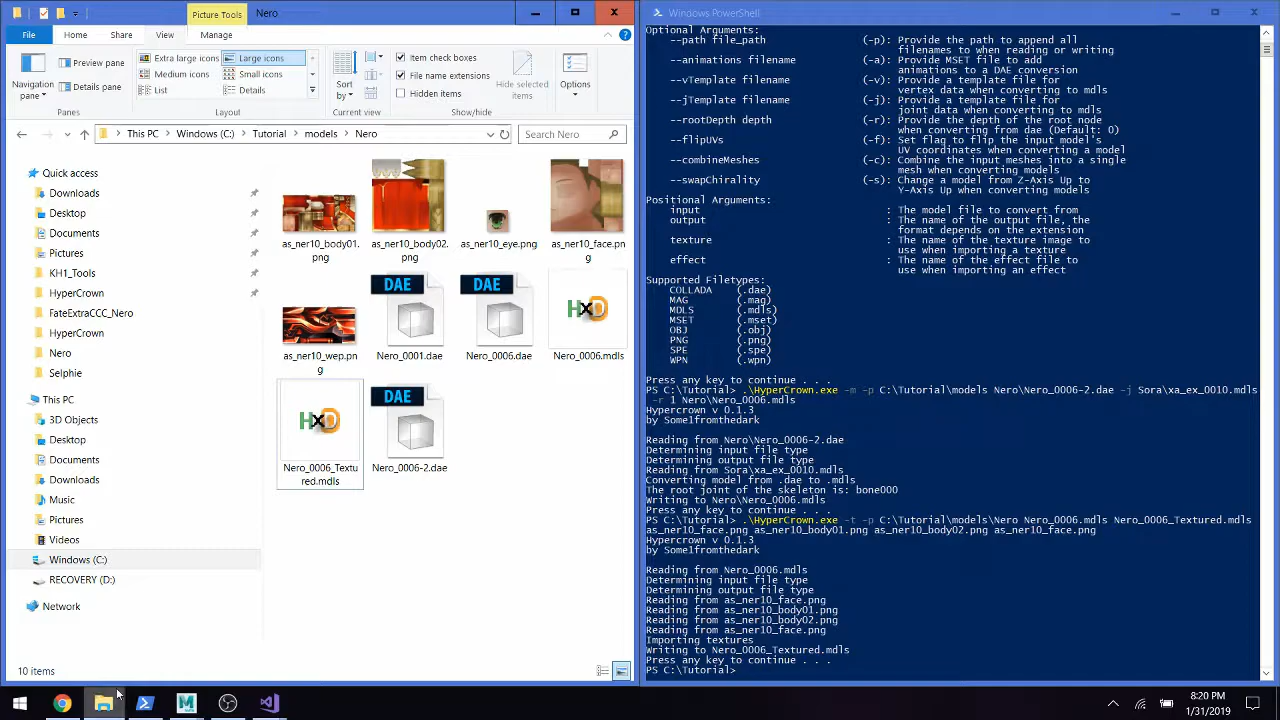 Picture Tools
Nero
File
Home
Share
View
Manage
Navigation
pane
Preview pane
Details pane
Panes
Extra large icons
Large icons
Medium icons
Small icons
List
Details
Layout
Sort
by
Current view
Item check boxes
File name extensions
Hidden items
Hide selected
items
Show/hide
Options
This PC
Windows (C:)
Tutorial
models
Nero
Search Nero
Quick access
Downloads
Desktop
Documents
Pictures
KH1_Tools
HyperCrown
FateExtraCCC_Nero
HyperCrown
Nero
Selphie
This PC
3D Objects
Desktop
Documents
Downloads
Music
Pictures
Videos
Windows (C:)
RECOVERY (D:)
Network
as_ner10_body01.
png
as_ner10_body02.
png
as_ner10_eye.png
as_ner10_face.pn
g
as_ner10_wep.pn
g
DAE
Nero_0001.dae
DAE
Nero_0006.dae
HxD
Nero_0006.mdls
HxD
Nero_0006_Textu
red.mdls
DAE
Nero_0006-2.dae
10 items
Windows PowerShell
Optional Arguments:
--path file_path (-p): Provide the path to append all
filenames to when reading or writing
--animations filename (-a): Provide MSET file to add
animations to a DAE conversion
--vTemplate filename (-v): Provide a template file for
vertex data when converting to mdls
--jTemplate filename (-j): Provide a template file for
joint data when converting to mdls
--rootDepth depth (-r): Provide the depth of the root node
when converting from dae (Default: 0)
--flipUVs (-f): Set flag to flip the input model's
UV coordinates when converting a model
--combineMeshes (-c): Combine the input meshes into a single
mesh when converting models
--swapChirality (-s): Change a model from Z-Axis Up to
Y-Axis Up when converting models
Positional Arguments:
input : The model file to convert from
output : The name of the output file, the
format depends on the extension
texture : The name of the texture image to
use when importing a texture
effect : The name of the effect file to
use when importing an effect
Supported Filetypes:
COLLADA (.dae)
MAG (.mag)
MDLS (.mdls)
MSET (.mset)
OBJ (.obj)
PNG (.png)
SPE (.spe)
WPN (.wpn)
Press any key to continue . . .
PS C:\Tutorial> .\HyperCrown.exe -m -p C:\Tutorial\models Nero\Nero_0006-2.dae -j Sora\xa_ex_0010.mdls
-r 1 Nero\Nero_0006.mdls
Hypercrown v 0.1.3
by Some1fromthedark
Reading from Nero\Nero_0006-2.dae
Determining input file type
Determining output file type
Reading from Sora\xa_ex_0010.mdls
Converting model from .dae to .mdls
The root joint of the skeleton is: bone000
Writing to Nero\Nero_0006.mdls
Press any key to continue . . .
PS C:\Tutorial> .\HyperCrown.exe -t -p C:\Tutorial\models\Nero Nero_0006.mdls Nero_0006_Textured.mdls
as_ner10_face.png as_ner10_body01.png as_ner10_body02.png as_ner10_face.png
Hypercrown v 0.1.3
by Some1fromthedark
Reading from Nero_0006.mdls
Determining input file type
Determining output file type
Reading from as_ner10_face.png
Reading from as_ner10_body01.png
Reading from as_ner10_body02.png
Reading from as_ner10_face.png
Importing textures
Writing to Nero_0006_Textured.mdls
Press any key to continue . . .
PS C:\Tutorial>
8:20 PM
1/31/2019